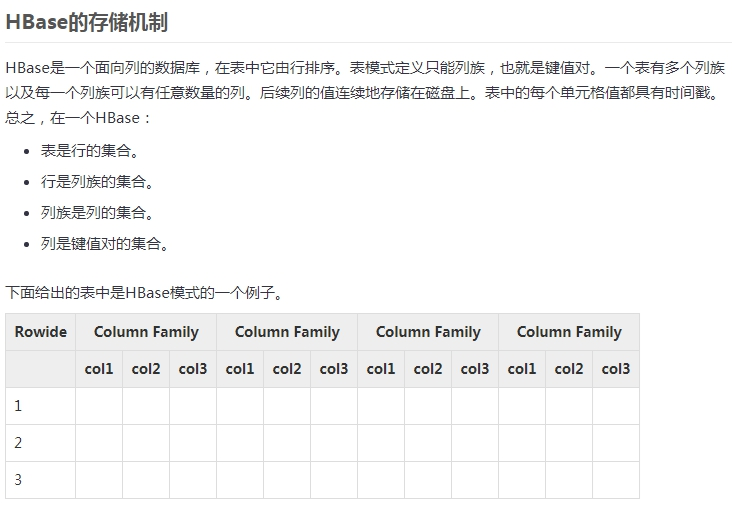 HBase的存储机制
HBase是一个面向列的数据库，在表中它由行排序。表模式定义只能列族，也就是键值对。一个表有多个列族
以及每一个列族可以有任意数量的列。后续列的值连续地存储在磁盘上。表中的每个单元格值都具有时间戳。
总之，在一个HBase：
表是行的集合。
行是列族的集合。
列族是列的集合。
列是键值对的集合。
下面给出的表中是HBase模式的一个例子。
Rowide Column Family Column Family Column Family Column Family
col1 col2 col3 col1 col2 col3 col1 col2 col3 col1 col2 col3
1
2
3